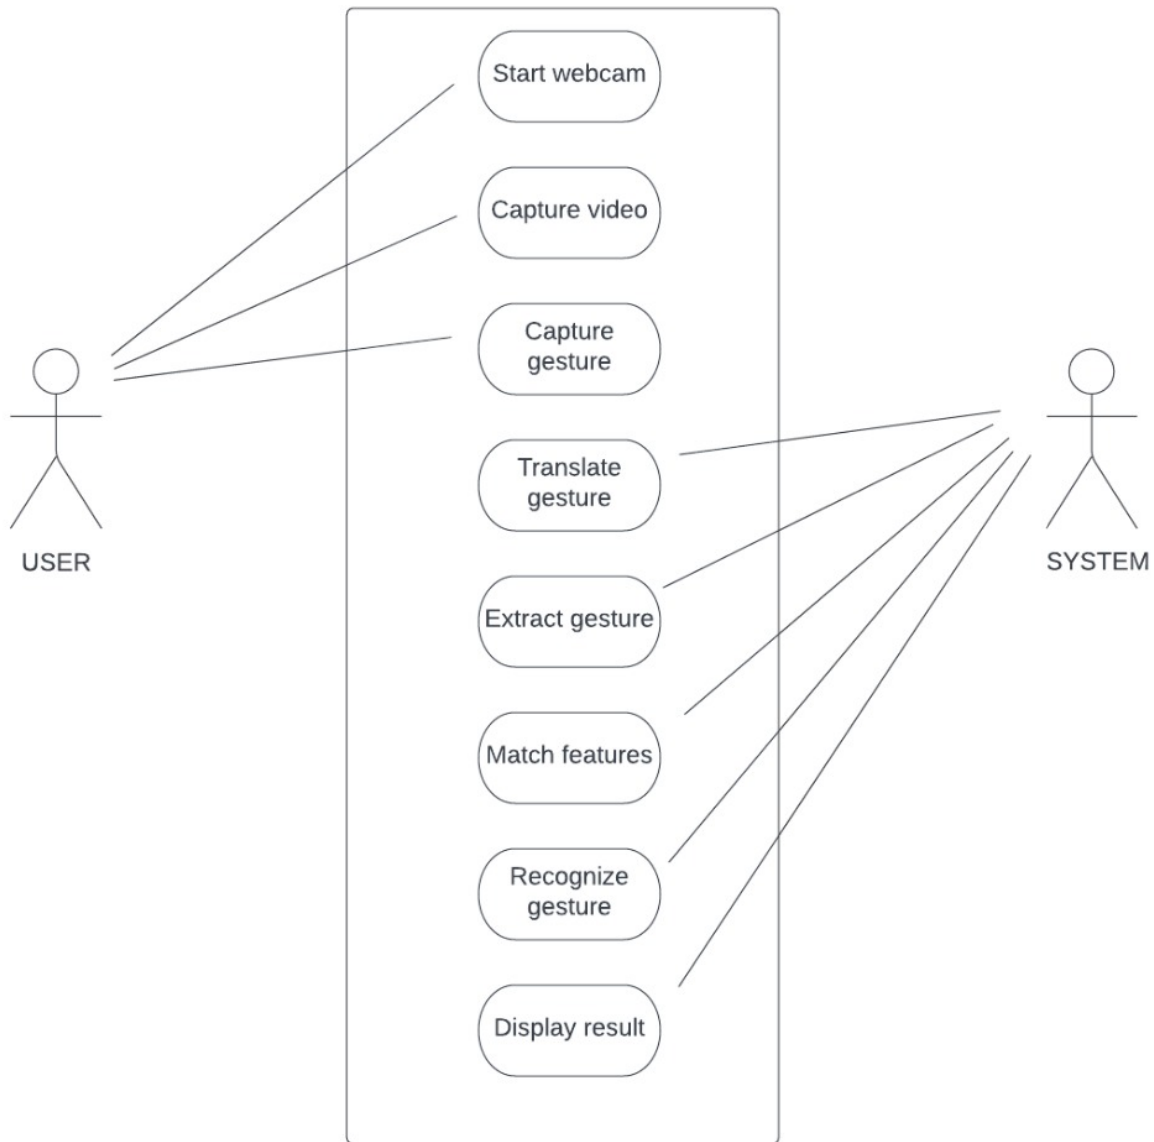 Start webcam
Capture video
Capture
gesture
Translate
gesture
USER
SYSTEM
Extract gesture
Match features
Recognize
gesture
Display result